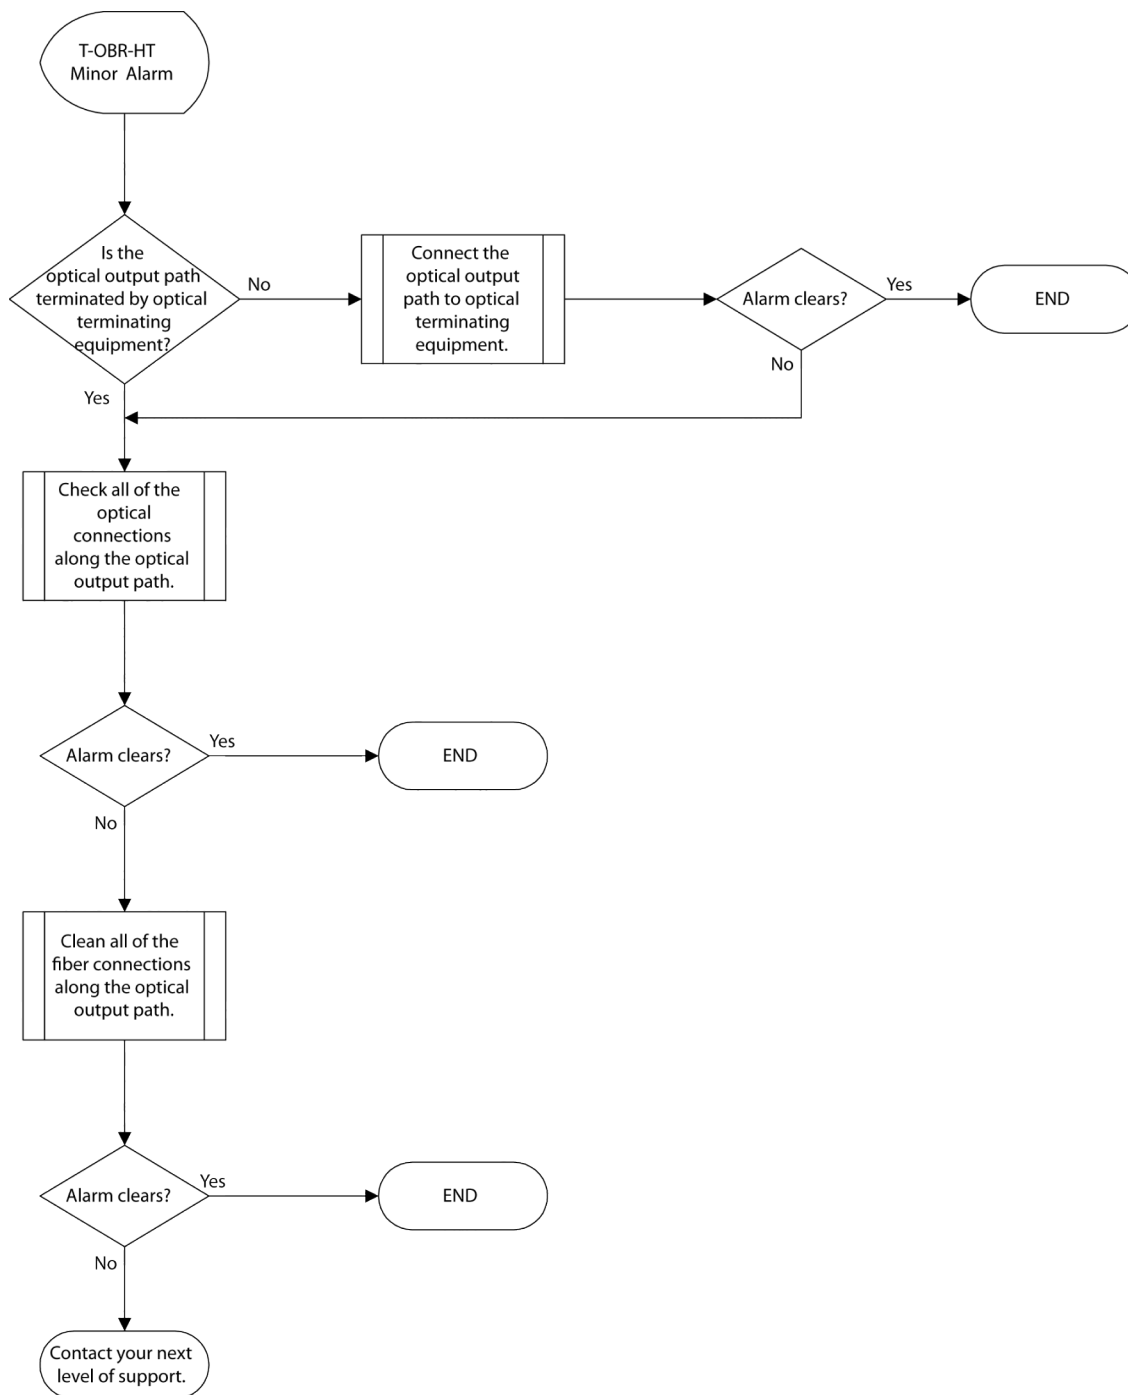 T-OBR-HT
Minor Alarm
Is the
optical output path
terminated by optical
terminating
equipment?
No
Connect the
optical output
path to optical
terminating
equipment.
Alarm clears?
Yes
END
No
Yes
Check all of the
optical
connections
along the optical
output path.
Alarm clears?
Yes
END
No
Clean all of the
fiber connections
along the optical
output path.
Alarm clears?
Yes
END
No
Contact your next
level of support.